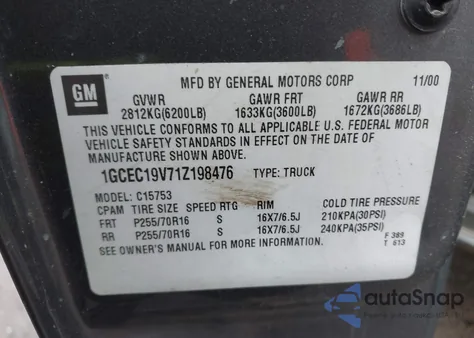 GM
MFD BY GENERAL MOTORS CORP 11/00
GVWR GAWR FRT GAWR RR
2812KG(6200LB) 1633KG(3600LB) 1672KG(3686LB)
THIS VEHICLE CONFORMS TO ALL APPLICABLE U.S. FEDERAL MOTOR
VEHICLE SAFETY STANDARDS IN EFFECT ON THE DATE OF
MANUFACTURE SHOWN ABOVE.
1GCEC19V71Z198476 TYPE: TRUCK
MODEL: C15753
CPAM TIRE SIZE SPEED RTG RIM COLD TIRE PRESSURE
FRT P255/70R16 S 16X7/6.5J 210KPA(30PSI)
RR P255/70R16 S 16X7/6.5J 240KPA(35PSI)
SEE OWNER'S MANUAL FOR MORE INFORMATION.
F 389
T 613
autoSnap